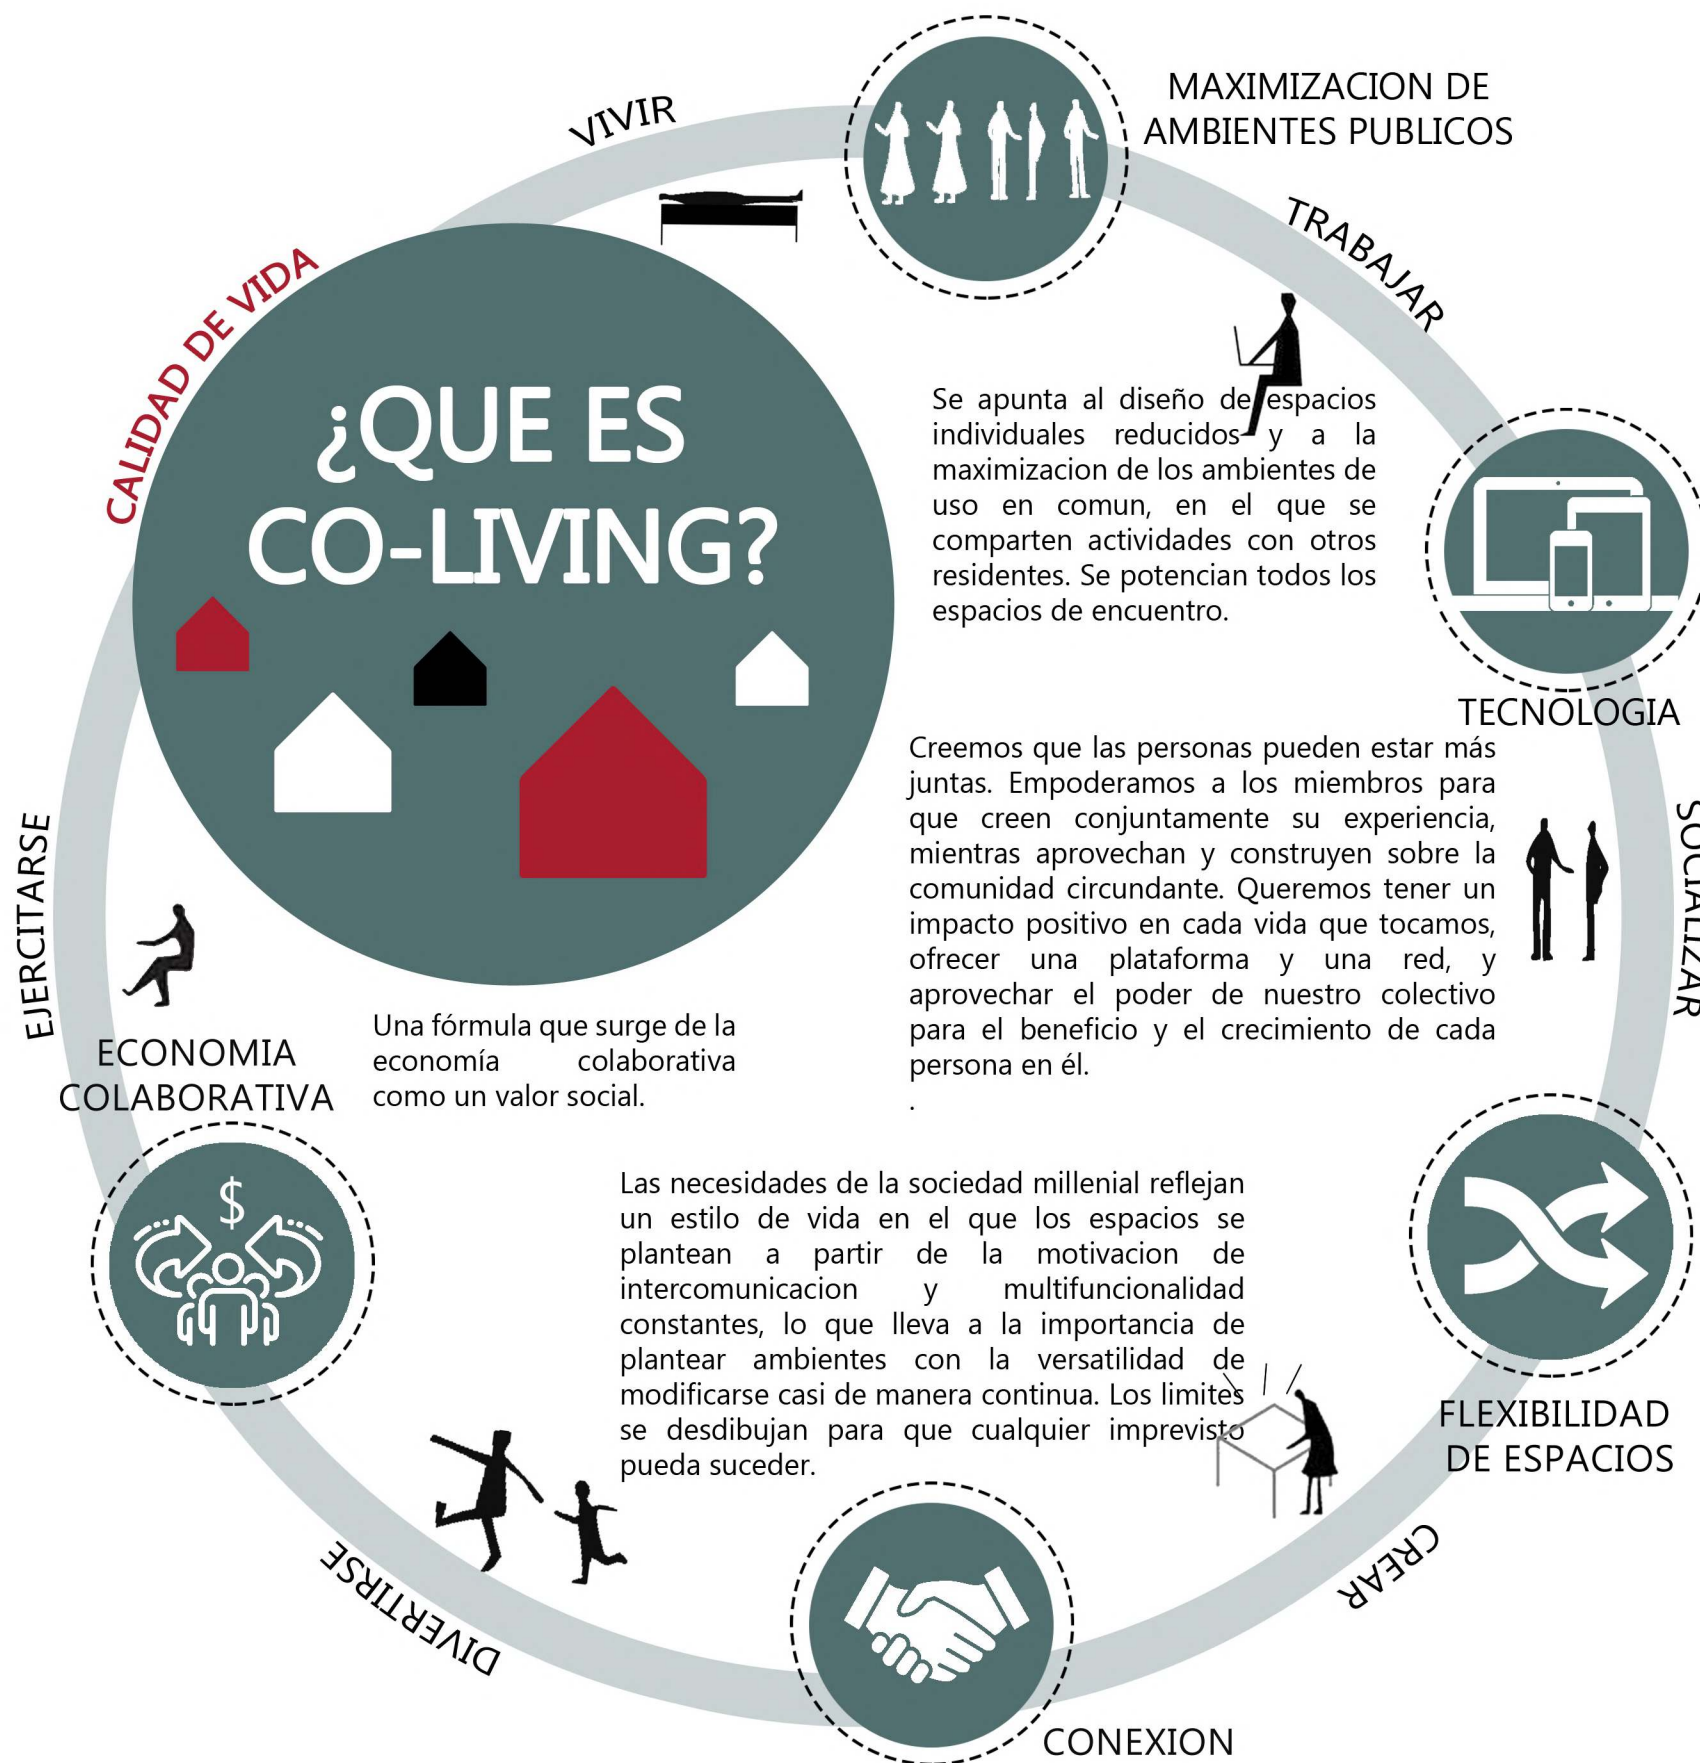 VIVIR
MAXIMIZACION DE
AMBIENTES PUBLICOS
TRABAJAR
CALIDAD DE VIDA
¿QUE ES
CO-LIVING?
Se apunta al diseño de espacios
individuales reducidos y a la
maximizacion de los ambientes de
uso en comun, en el que se
comparten actividades con otros
residentes. Se potencian todos los
espacios de encuentro.
TECNOLOGIA
Creemos que las personas pueden estar más
juntas. Empoderamos a los miembros para
que creen conjuntamente su experiencia,
mientras aprovechan y construyen sobre la
comunidad circundante. Queremos tener un
impacto positivo en cada vida que tocamos,
ofrecer una plataforma y una red, y
aprovechar el poder de nuestro colectivo
para el beneficio y el crecimiento de cada
persona en él.
.
SOCIALIZAR
EJERCITARSE
ECONOMIA
COLABORATIVA
Una fórmula que surge de la
economía colaborativa
como un valor social.
$
Las necesidades de la sociedad millenial reflejan
un estilo de vida en el que los espacios se
plantean a partir de la motivacion de
intercomunicacion y multifuncionalidad
constantes, lo que lleva a la importancia de
plantear ambientes con la versatilidad de
modificarse casi de manera continua. Los limites
se desdibujan para que cualquier imprevisto
pueda suceder.
FLEXIBILIDAD
DE ESPACIOS
CREAR
DIVERTIRSE
CONEXION